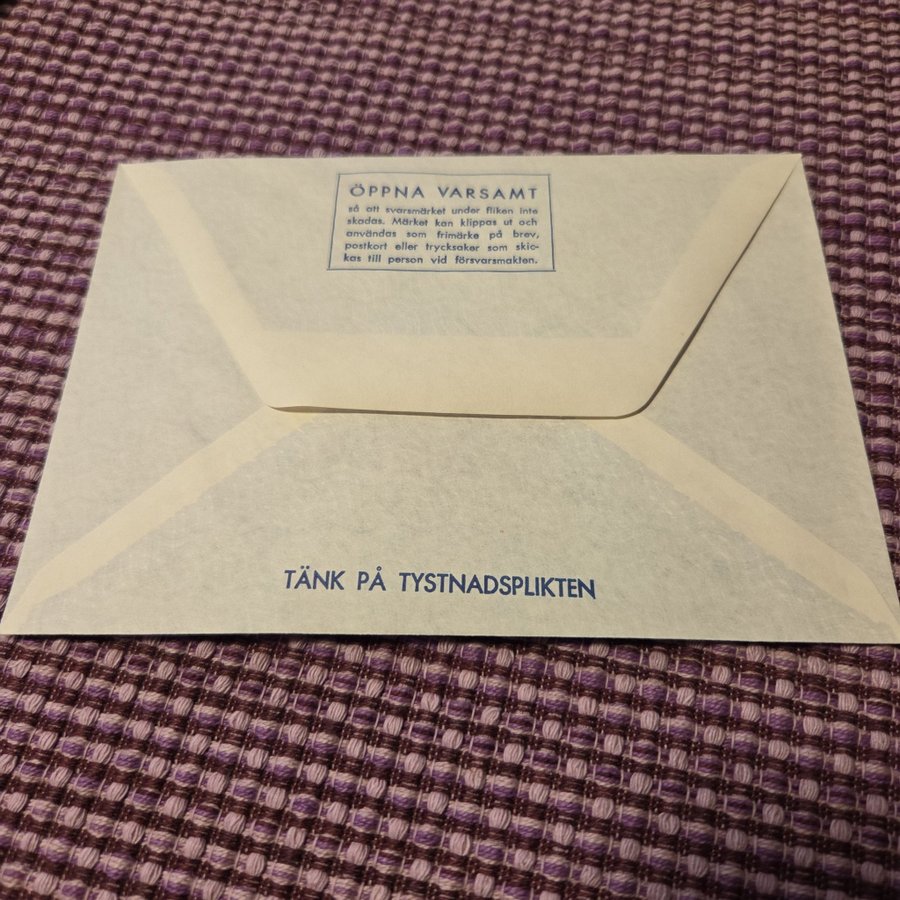 ÖPPNA VARSAMT
så att svarsmärket under fliken inte
skadas. Märket kan klippas ut och
användas som frimärke på brev,
postkort eller trycksaker som skic-
kas till person vid försvarsmakten.
TÄNK PÅ TYSTNADSPLIKTEN